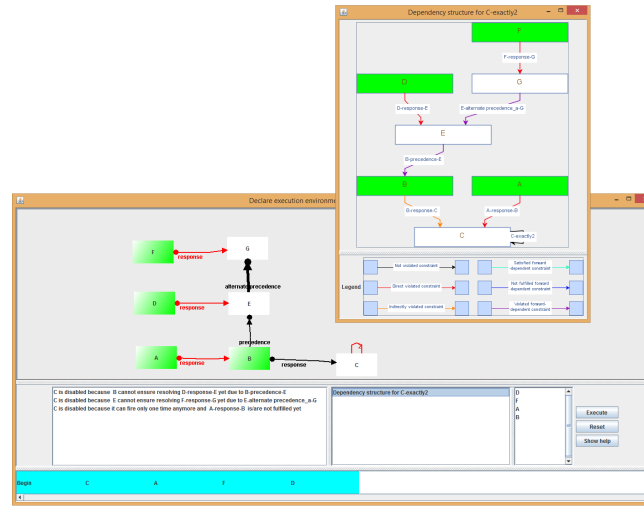 Dependency structure for C-exactly2
F
F-response-G
D
G
D-response-E
E-alternate precedence_a-G
E
B-precedence-E
B
A
B-response-C
A-response-B
C
C-exactly2
Legend
Not violated constraint
Satisfied forward dependent constraint
Direct violated constraint
Not fulfilled forward dependent constraint
Indirectly violated constraint
Violated forward dependent constraint
Declare execution environme
F
response
G
alternate precedence
D
response
E
precedence
A
response
B
response
C
C is disabled because B cannot ensure resolving D-response-E yet due to B-precedence-E
C is disabled because E cannot ensure resolving F-response-G yet due to E-alternate precedence_a-G
C is disabled because it can fire only one time anymore and A-response-B is/are not fulfilled yet
Dependency structure for C-exactly2
D
F
A
B
Execute
Reset
Show help
Begin C A F D